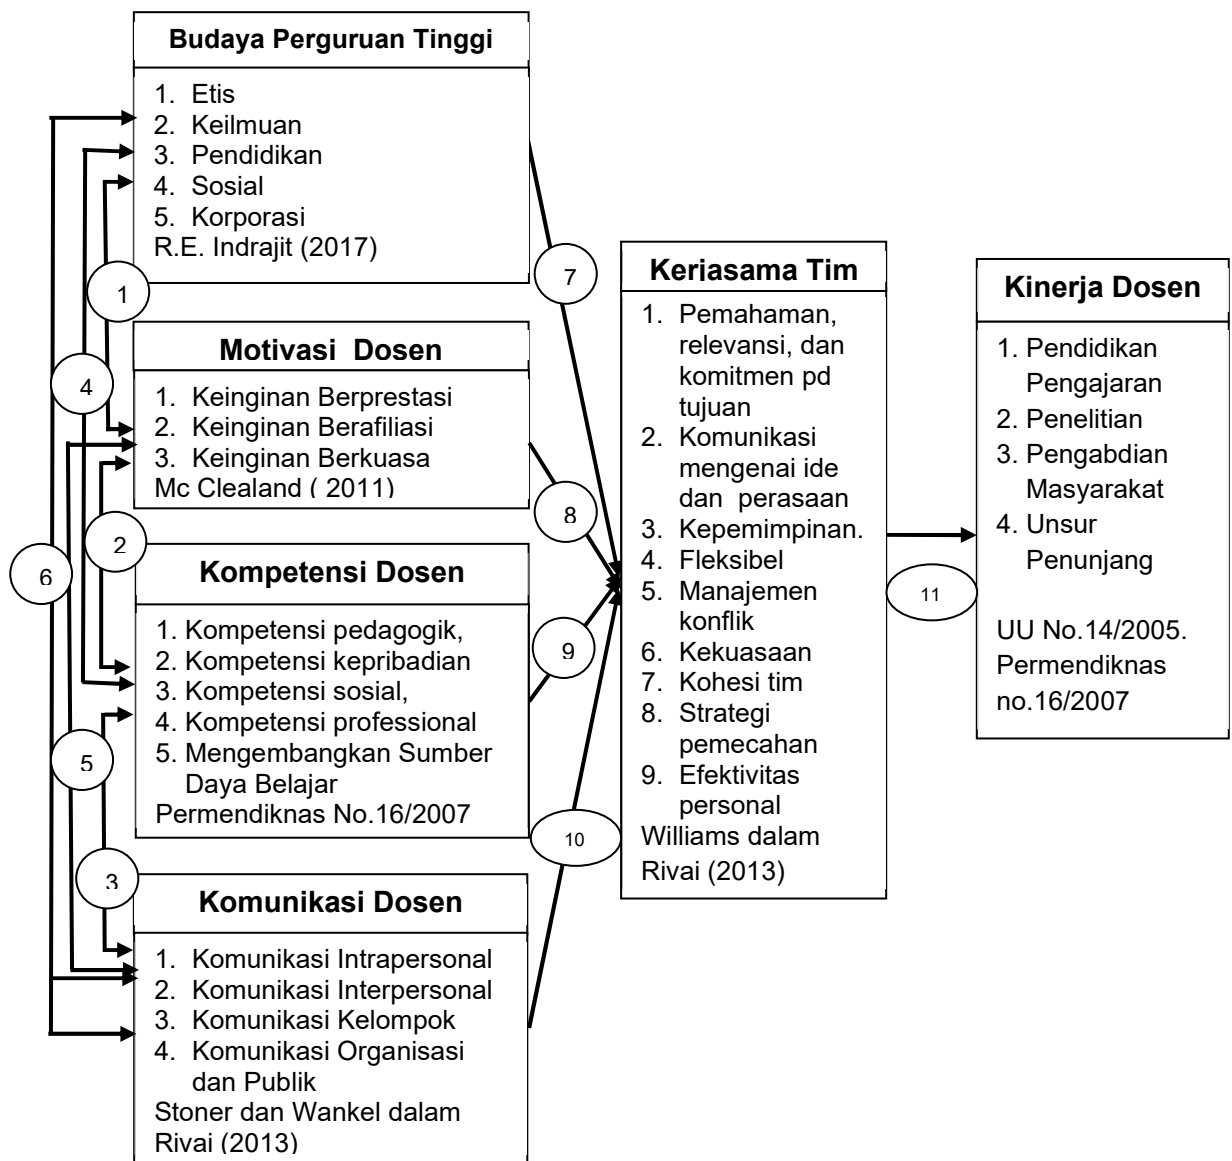 Budaya Perguruan Tinggi
1. Etis
2. Keilmuan
3. Pendidikan
4. Sosial
5. Korporasi
R.E. Indrajit (2017)
1
4
6
2
5
3
Motivasi Dosen
1. Keinginan Berprestasi
2. Keinginan Berafiliasi
3. Keinginan Berkuasa
Mc Clealand ( 2011)
Kompetensi Dosen
1. Kompetensi pedagogik,
2. Kompetensi kepribadian
3. Kompetensi sosial,
4. Kompetensi professional
5. Mengembangkan Sumber
Daya Belajar
Permendiknas No.16/2007
Komunikasi Dosen
1. Komunikasi Intrapersonal
2. Komunikasi Interpersonal
3. Komunikasi Kelompok
4. Komunikasi Organisasi
dan Publik
Stoner dan Wankel dalam
Rivai (2013)
7
8
9
10
Kerjasama Tim
1. Pemahaman,
relevansi, dan
komitmen pd
tujuan
2. Komunikasi
mengenai ide
dan perasaan
3. Kepemimpinan.
4. Fleksibel
5. Manajemen
konflik
6. Kekuasaan
7. Kohesi tim
8. Strategi
pemecahan
9. Efektivitas
personal
Williams dalam
Rivai (2013)
11
Kinerja Dosen
1. Pendidikan
Pengajaran
2. Penelitian
3. Pengabdian
Masyarakat
4. Unsur
Penunjang
UU No.14/2005.
Permendiknas
no.16/2007